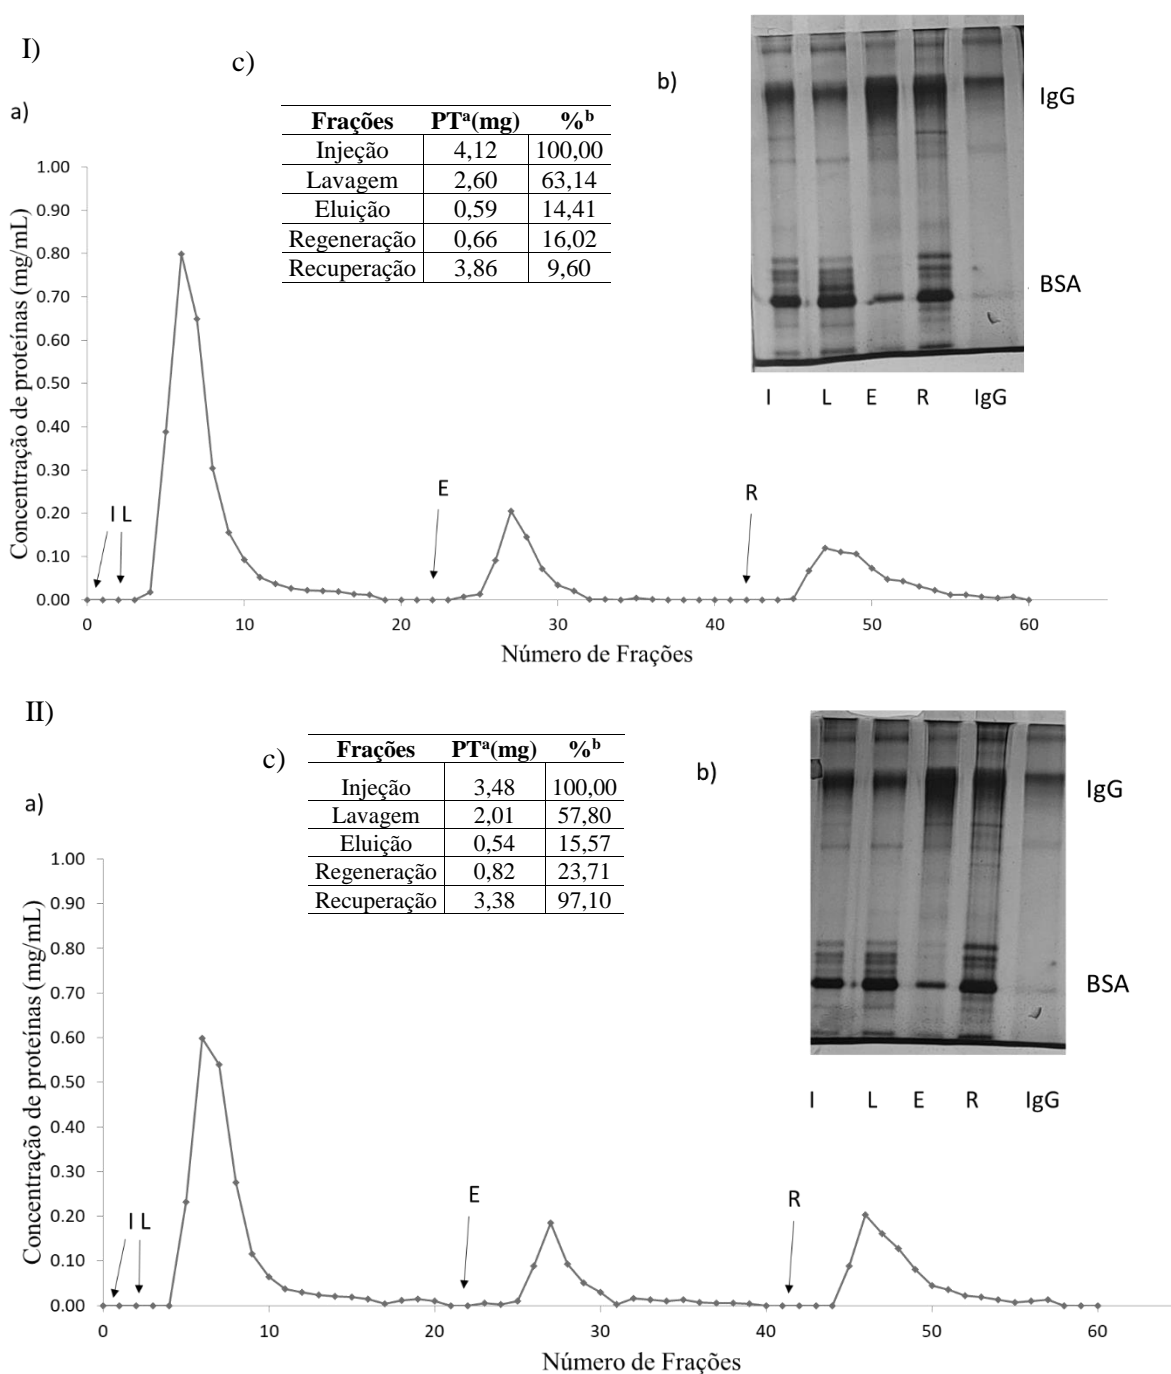 I)
c)
b)
a)
Frações PTᵃ(mg) %ᵇ
Injeção 4,12 100,00
Lavagem 2,60 63,14
Eluição 0,59 14,41
Regeneração 0,66 16,02
Recuperação 3,86 9,60
IgG
BSA
I L E R IgG
Concentração de proteínas (mg/mL)
1.00
0.90
0.80
0.70
0.60
0.50
0.40
0.30
0.20
0.10
0.00
I L
E
R
0 10 20 30 40 50 60
Número de Frações
II)
c)
b)
a)
Frações PTᵃ(mg) %ᵇ
Injeção 3,48 100,00
Lavagem 2,01 57,80
Eluição 0,54 15,57
Regeneração 0,82 23,71
Recuperação 3,38 97,10
IgG
BSA
I L E R IgG
Concentração de proteínas (mg/mL)
1.00
0.90
0.80
0.70
0.60
0.50
0.40
0.30
0.20
0.10
0.00
I L
E
R
0 10 20 30 40 50 60
Número de Frações